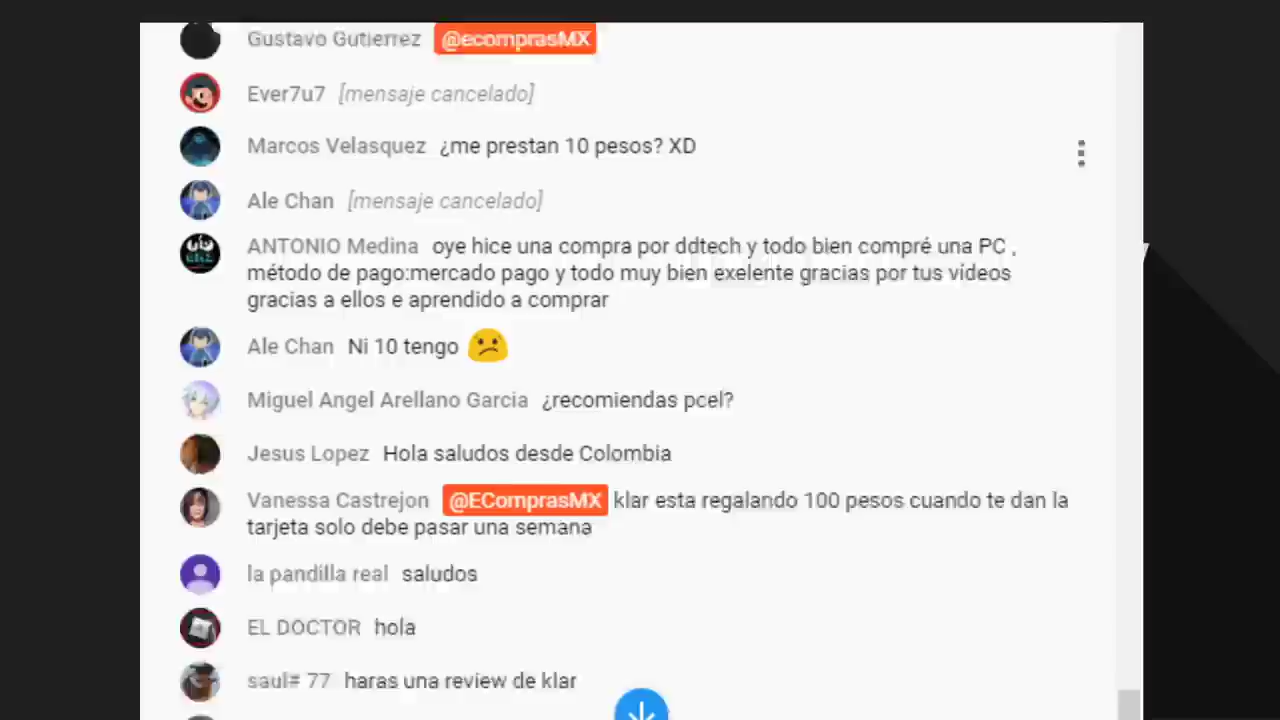 Gustavo Gutierrez @ecomprasMX
Ever7u7 [mensaje cancelado]
Marcos Velasquez ¿me prestan 10 pesos? XD
Ale Chan [mensaje cancelado]
ANTONIO Medina oye hice una compra por ddtech y todo bien compré una PC ,
método de pago:mercado pago y todo muy bien exelente gracias por tus videos
gracias a ellos e aprendido a comprar
Ale Chan Ni 10 tengo
Miguel Angel Arellano Garcia ¿recomiendas pcel?
Jesus Lopez Hola saludos desde Colombia
Vanessa Castrejon @EComprasMX klar esta regalando 100 pesos cuando te dan la
tarjeta solo debe pasar una semana
la pandilla real saludos
EL DOCTOR hola
saul# 77 haras una review de klar